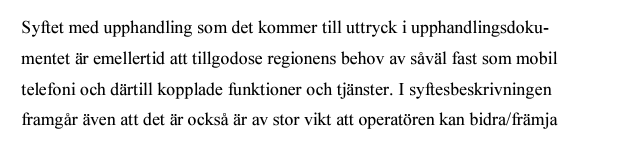 Syftet med upphandling som det kommer till uttryck i upphandlingsdoku-
mentet är emellertid att tillgodose regionens behov av såväl fast som mobil
telefoni och därtill kopplade funktioner och tjänster. I syftesbeskrivningen
framgår även att det är också är av stor vikt att operatören kan bidra/främja